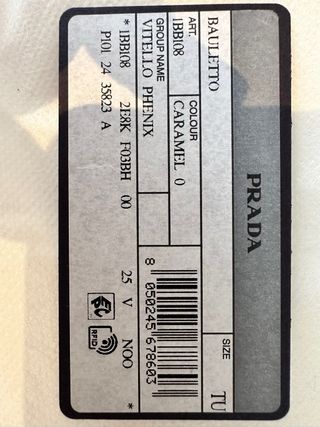 PRADA
BAULETTO
SIZE
TU
ART.
1BB108
COLOUR
CARAMEL 0
GROUP NAME
VITELLO PHENIX
8 050245 678603
* 1BB108 2E8K F03BH 00 25 V NOO *
P101 24 35823 A
RFID